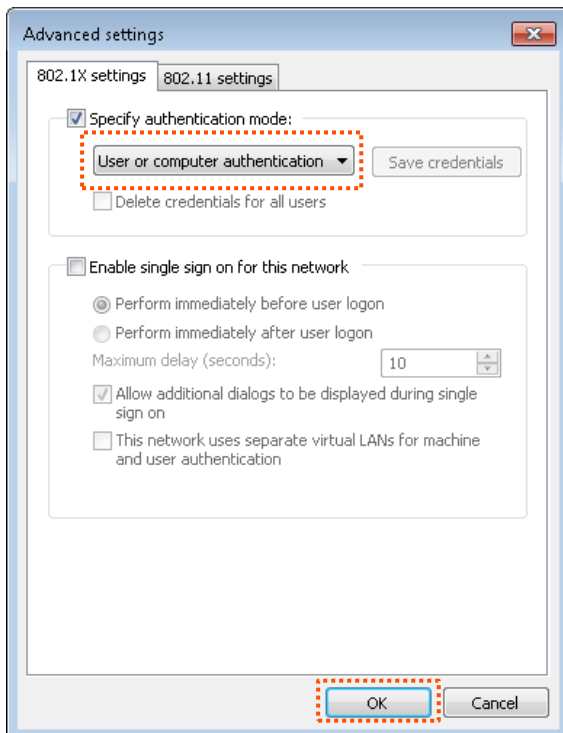 Advanced settings
802.1X settings
802.11 settings
Specify authentication mode:
User or computer authentication
Save credentials
Delete credentials for all users
Enable single sign on for this network
Perform immediately before user logon
Perform immediately after user logon
Maximum delay (seconds):
10
Allow additional dialogs to be displayed during single
sign on
This network uses separate virtual LANs for machine
and user authentication
OK
Cancel